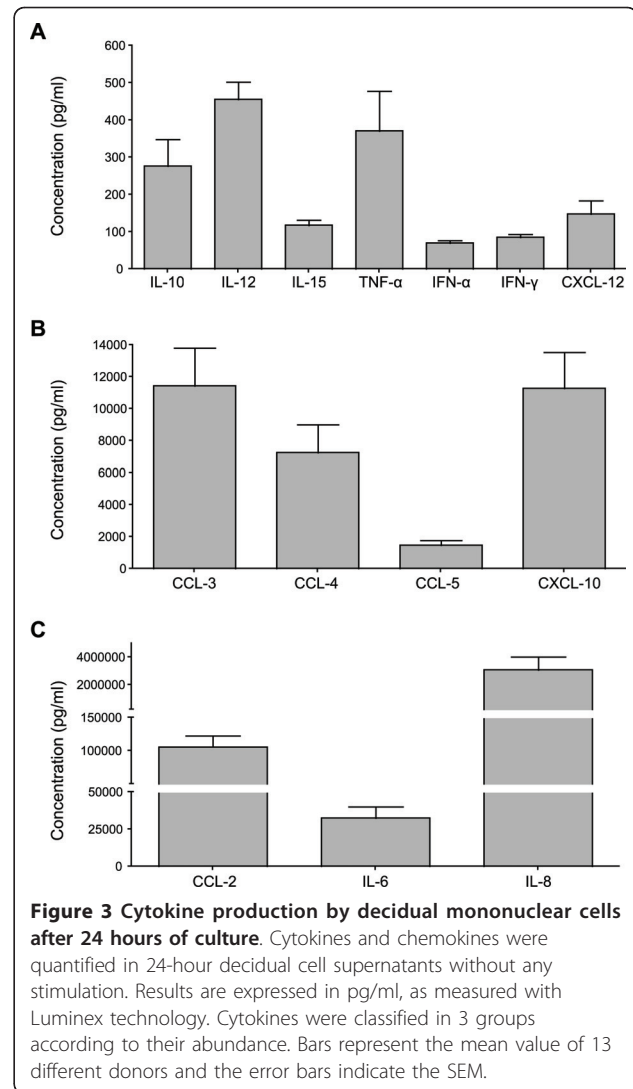 A
Concentration (pg/ml)
600
500
400
300
200
100
0
IL-10 IL-12 IL-15 TNF-α IFN-α IFN-γ CXCL-12
B
Concentration (pg/ml)
14000
12000
10000
8000
6000
4000
2000
0
CCL-3 CCL-4 CCL-5 CXCL-10
C
Concentration (pg/ml)
4000000
2000000
150000
100000
50000
25000
0
CCL-2 IL-6 IL-8
Figure 3 Cytokine production by decidual mononuclear cells
after 24 hours of culture. Cytokines and chemokines were
quantified in 24-hour decidual cell supernatants without any
stimulation. Results are expressed in pg/ml, as measured with
Luminex technology. Cytokines were classified in 3 groups
according to their abundance. Bars represent the mean value of 13
different donors and the error bars indicate the SEM.